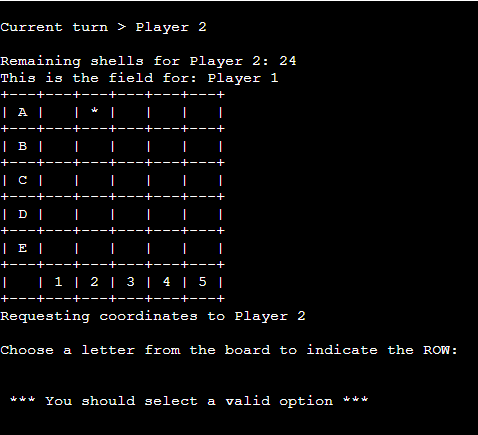 Current turn > Player 2
Remaining shells for Player 2: 24
This is the field for: Player 1
+---+---+---+---+---+---+
| A |   | * |   |   |   |
+---+---+---+---+---+---+
| B |   |   |   |   |   |
+---+---+---+---+---+---+
| C |   |   |   |   |   |
+---+---+---+---+---+---+
| D |   |   |   |   |   |
+---+---+---+---+---+---+
| E |   |   |   |   |   |
+---+---+---+---+---+---+
|   | 1 | 2 | 3 | 4 | 5 |
+---+---+---+---+---+---+
Requesting coordinates to Player 2
Choose a letter from the board to indicate the ROW:
*** You should select a valid option ***